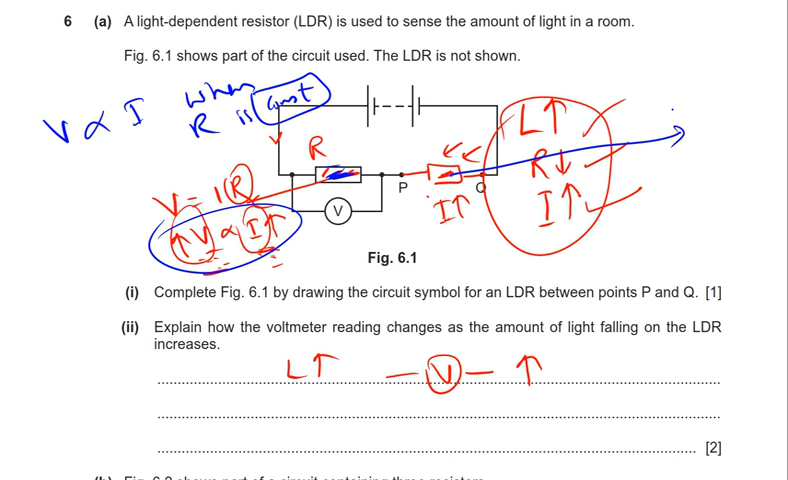 6 (a) A light-dependent resistor (LDR) is used to sense the amount of light in a room.
Fig. 6.1 shows part of the circuit used. The LDR is not shown.
V ∝ I when
R is const
L↑
R↓
I↑
R
P
Q
I↑
V = IR
↑V ∝ I↑
V
Fig. 6.1
(i) Complete Fig. 6.1 by drawing the circuit symbol for an LDR between points P and Q. [1]
(ii) Explain how the voltmeter reading changes as the amount of light falling on the LDR
increases.
L↑ – V – ↑
[2]